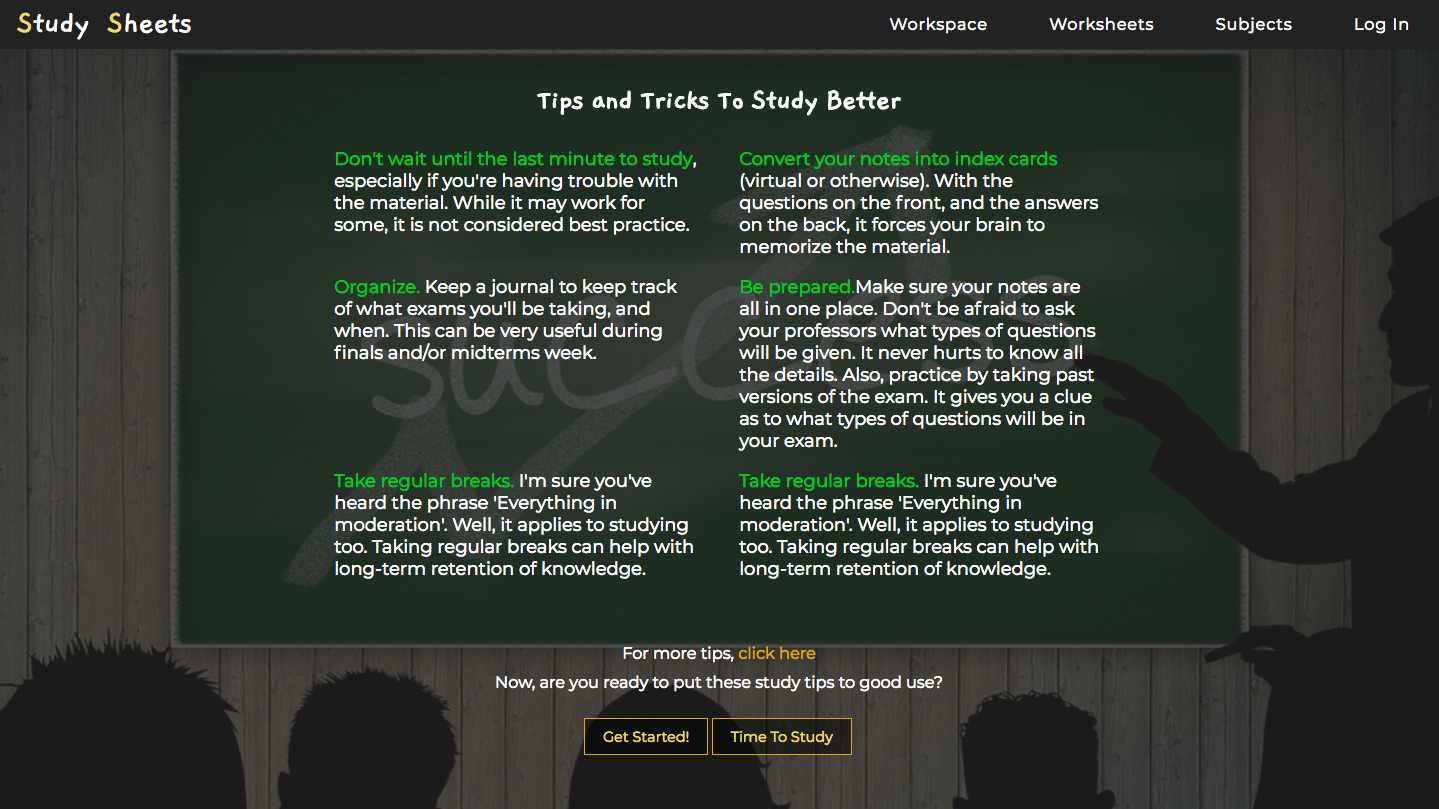 Study Sheets
Workspace
Worksheets
Subjects
Log In
Tips and Tricks To Study Better
Don't wait until the last minute to study,
especially if you're having trouble with
the material. While it may work for
some, it is not considered best practice.
Convert your notes into index cards
(virtual or otherwise). With the
questions on the front, and the answers
on the back, it forces your brain to
memorize the material.
Organize. Keep a journal to keep track
of what exams you'll be taking, and
when. This can be very useful during
finals and/or midterms week.
Be prepared.Make sure your notes are
all in one place. Don't be afraid to ask
your professors what types of questions
will be given. It never hurts to know all
the details. Also, practice by taking past
versions of the exam. It gives you a clue
as to what types of questions will be in
your exam.
Take regular breaks. I'm sure you've
heard the phrase 'Everything in
moderation'. Well, it applies to studying
too. Taking regular breaks can help with
long-term retention of knowledge.
Take regular breaks. I'm sure you've
heard the phrase 'Everything in
moderation'. Well, it applies to studying
too. Taking regular breaks can help with
long-term retention of knowledge.
success
For more tips, click here
Now, are you ready to put these study tips to good use?
Get Started!
Time To Study